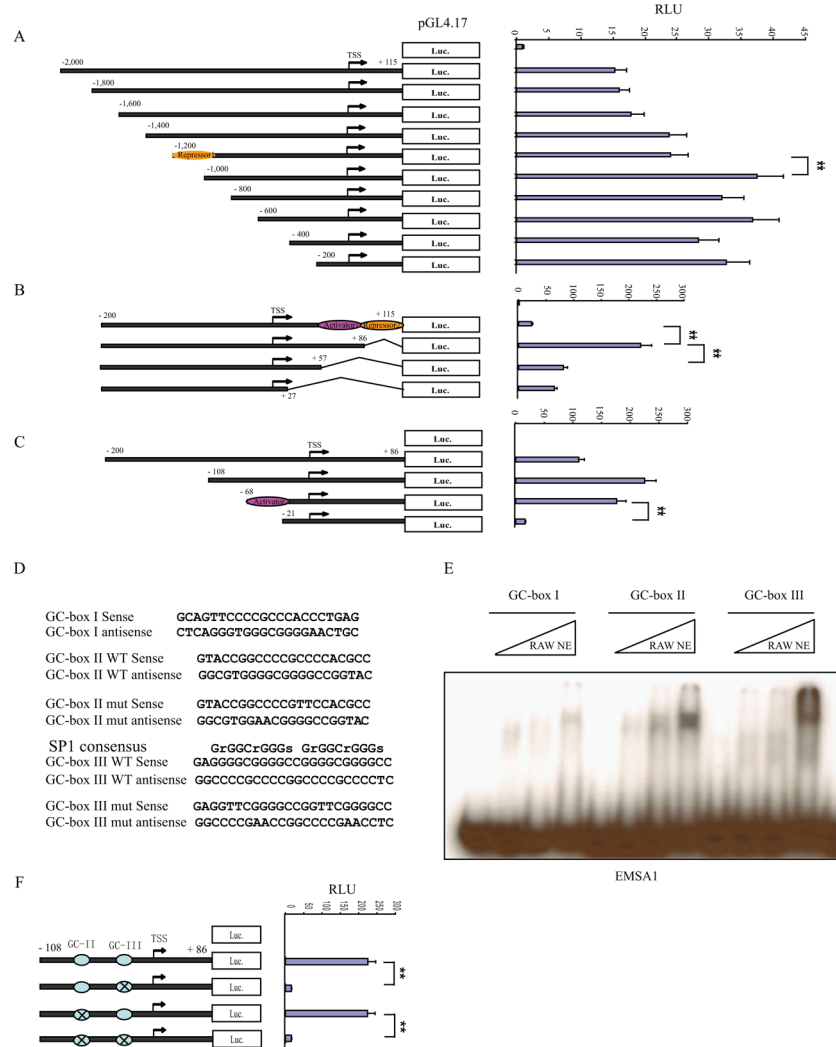 pGL4.17
RLU
0 5 10 15 20 25 30 35 40 45
A
Luc.
-2,000 TSS + 115 Luc.
-1,800 Luc.
-1,600 Luc.
-1,400 Luc.
-1,200 Repressor Luc.
-1,000 Luc.
- 800 Luc.
- 600 Luc.
- 400 Luc.
- 200 Luc.
**
B
0 50 100 150 200 250 300
- 200 TSS Activator Repressor + 115 Luc.
+ 86 Luc.
+ 57 Luc.
+ 27 Luc.
**
**
C
0 50 100 150 200 250 300
Luc.
- 200 TSS + 86 Luc.
- 108 Luc.
- 68 Activator Luc.
- 21 Luc.
**
D
GC-box I Sense GCAGTTCCCCGCCCACCCTGAG
GC-box I antisense CTCAGGGTGGGCGGGGAACTGC
GC-box II WT Sense GTACCGGCCCCGCCCCACGCC
GC-box II WT antisense GGCGTGGGGCGGGGCCGGTAC
GC-box II mut Sense GTACCGGCCCCGTTCCACGCC
GC-box II mut antisense GGCGTGGAACGGGGCCGGTAC
SP1 consensus GrGGCrGGGs GrGGCrGGGs
GC-box III WT Sense GAGGGGCGGGGCCGGGGCGGGGCC
GC-box III WT antisense GGCCCCGCCCCGGCCCCGCCCCTC
GC-box III mut Sense GAGGTTCGGGGCCGGTTCGGGGCC
GC-box III mut antisense GGCCCCGAACCGGCCCCGAACCTC
E
GC-box I GC-box II GC-box III
RAW NE RAW NE RAW NE
EMSA1
F
RLU
0 50 100 150 200 250 300
Luc.
- 108 GC-II GC-III TSS + 86 Luc.
Luc.
Luc.
Luc.
**
**